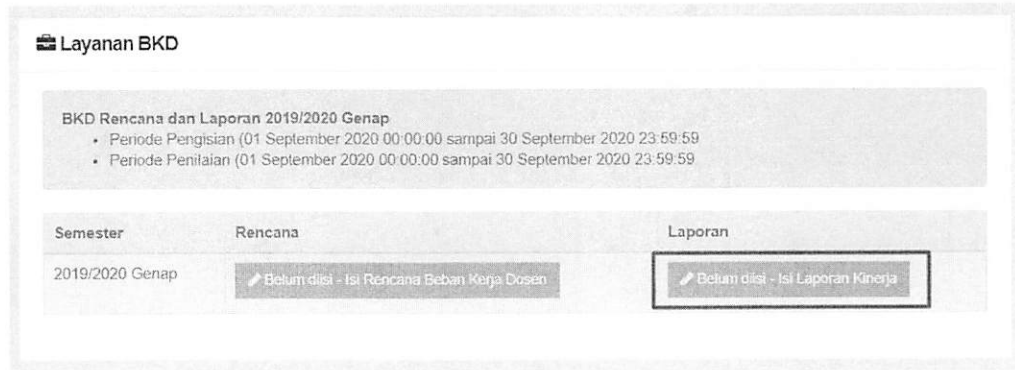 Layanan BKD
BKD Rencana dan Laporan 2019/2020 Genap
• Periode Pengisian (01 September 2020 00:00:00 sampai 30 September 2020 23:59:59
• Periode Penilaian (01 September 2020 00:00:00 sampai 30 September 2020 23:59:59
Semester Rencana Laporan
2019/2020 Genap Belum diisi - Isi Rencana Beban Kerja Dosen Belum diisi - Isi Laporan Kinerja